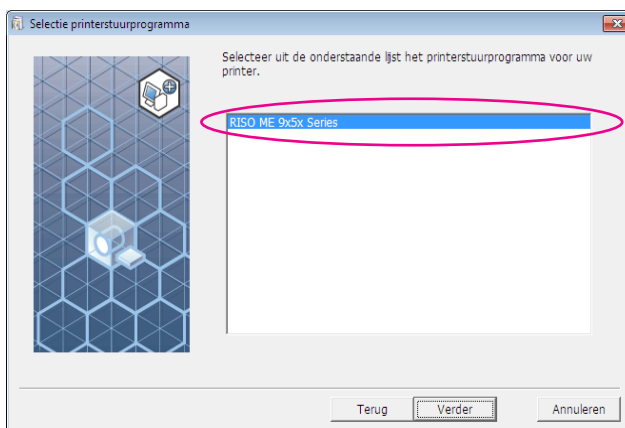 Selectie printerstuurprogramma
Selecteer uit de onderstaande lijst het printerstuurprogramma voor uw
printer.
RISO ME 9x5x Series
Terug
Verder
Annuleren